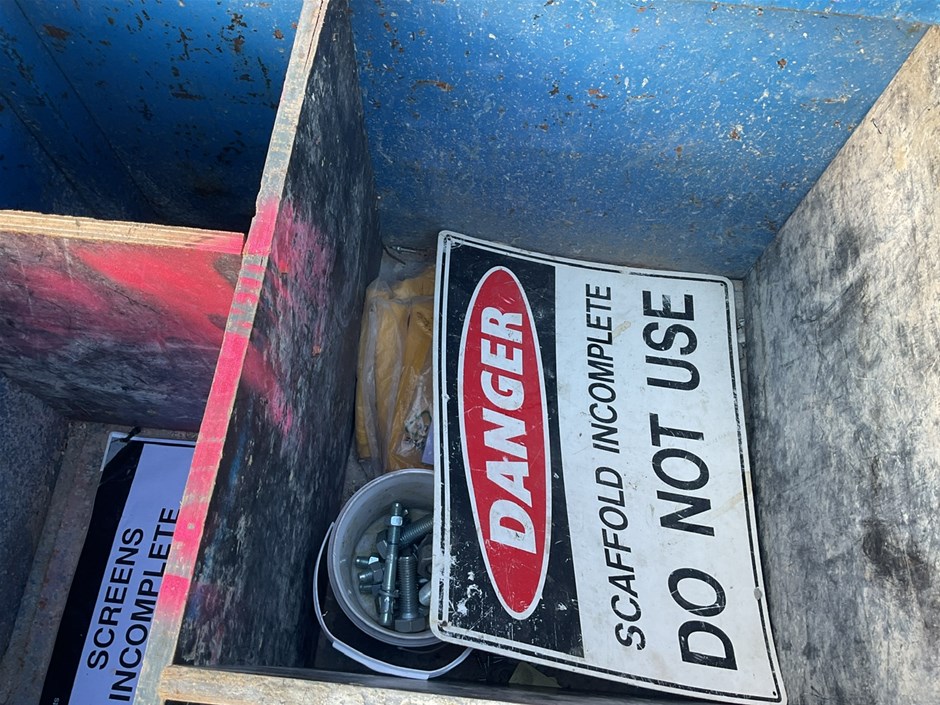 DANGER
SCAFFOLD INCOMPLETE
DO NOT USE
SCREENS
INCOMPLETE